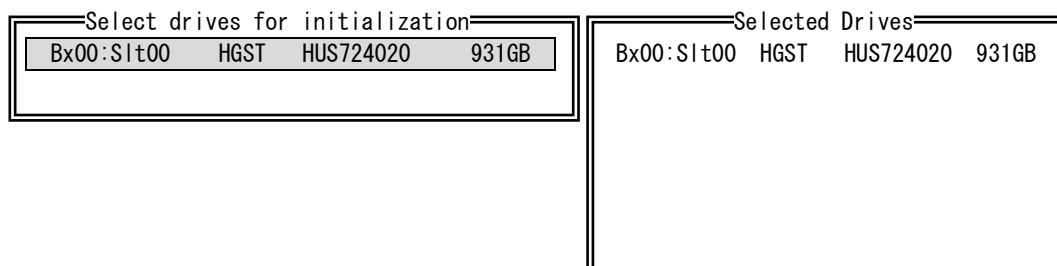 Select drives for initialization
Bx00:Slt00 HGST HUS724020 931GB
Selected Drives
Bx00:Slt00 HGST HUS724020 931GB